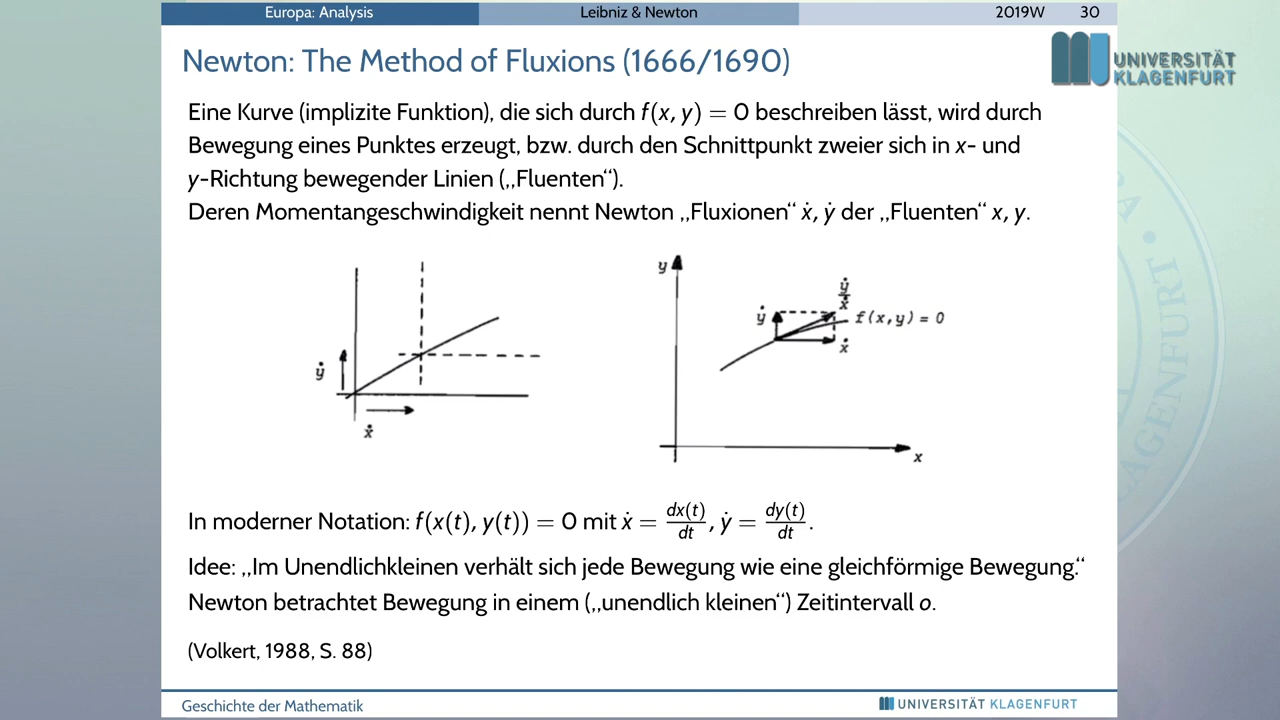 Europa: Analysis Leibniz & Newton 2019W 30
Newton: The Method of Fluxions (1666/1690)
UNIVERSITÄT
KLAGENFURT
Eine Kurve (implizite Funktion), die sich durch f(x, y) = 0 beschreiben lässt, wird durch
Bewegung eines Punktes erzeugt, bzw. durch den Schnittpunkt zweier sich in x- und
y-Richtung bewegender Linien („Fluenten“).
Deren Momentangeschwindigkeit nennt Newton „Fluxionen“ ẋ, ẏ der „Fluenten“ x, y.
ẏ
ẋ
y
ẏ
ẏ/ẋ
f(x,y) = 0
ẋ
x
In moderner Notation: f(x(t), y(t)) = 0 mit ẋ = dx(t)/dt, ẏ = dy(t)/dt.
Idee: „Im Unendlichkleinen verhält sich jede Bewegung wie eine gleichförmige Bewegung.“
Newton betrachtet Bewegung in einem („unendlich kleinen“) Zeitintervall o.
(Volkert, 1988, S. 88)
Geschichte der Mathematik UNIVERSITÄT KLAGENFURT